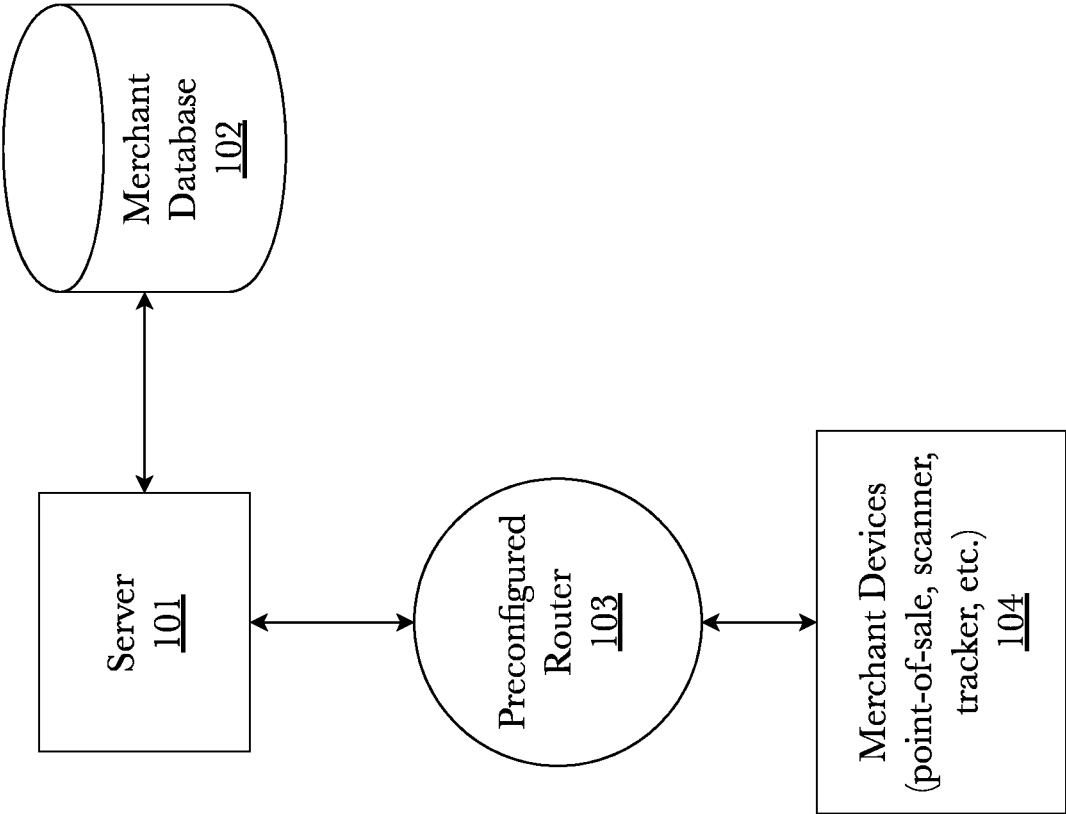 Server
101
Merchant
Database
102
Preconfigured
Router
103
Merchant Devices
(point-of-sale, scanner,
tracker, etc.)
104